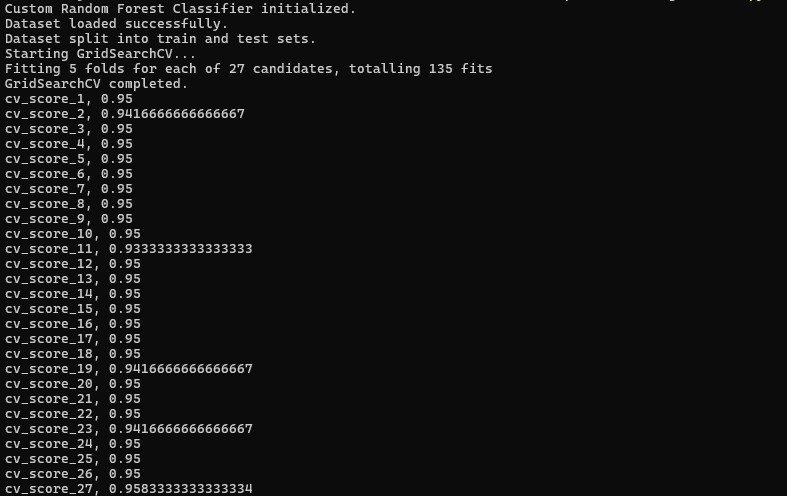 Custom Random Forest Classifier initialized.
Dataset loaded successfully.
Dataset split into train and test sets.
Starting GridSearchCV...
Fitting 5 folds for each of 27 candidates, totalling 135 fits
GridSearchCV completed.
cv_score_1, 0.95
cv_score_2, 0.9416666666666667
cv_score_3, 0.95
cv_score_4, 0.95
cv_score_5, 0.95
cv_score_6, 0.95
cv_score_7, 0.95
cv_score_8, 0.95
cv_score_9, 0.95
cv_score_10, 0.95
cv_score_11, 0.9333333333333333
cv_score_12, 0.95
cv_score_13, 0.95
cv_score_14, 0.95
cv_score_15, 0.95
cv_score_16, 0.95
cv_score_17, 0.95
cv_score_18, 0.95
cv_score_19, 0.9416666666666667
cv_score_20, 0.95
cv_score_21, 0.95
cv_score_22, 0.95
cv_score_23, 0.9416666666666667
cv_score_24, 0.95
cv_score_25, 0.95
cv_score_26, 0.95
cv_score_27, 0.9583333333333334